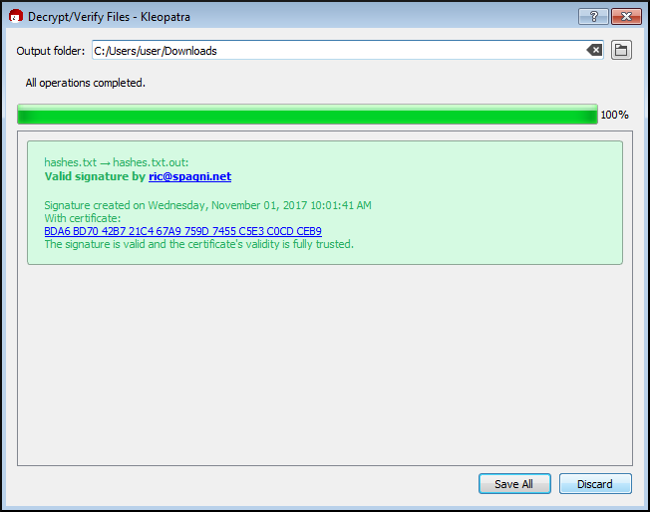 Decrypt/Verify Files - Kleopatra
Output folder: C:/Users/user/Downloads
All operations completed.
100%
hashes.txt → hashes.txt.out:
Valid signature by ric@spagni.net
Signature created on Wednesday, November 01, 2017 10:01:41 AM
With certificate:
BDA6 BD70 42B7 21C4 67A9 759D 7455 C5E3 C0CD CEB9
The signature is valid and the certificate's validity is fully trusted.
Save All
Discard